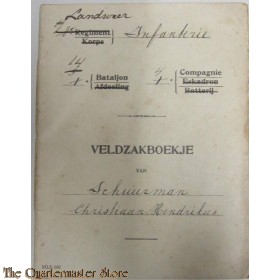 Landweer
Regiment Infanterie
Korps
14
Bataljon Compagnie
Afdeeling Eskadron
Batterij
VELDZAKBOEKJE
VAN
Schuurman
Christiaan Hendrikus
© The Quartermaster Store